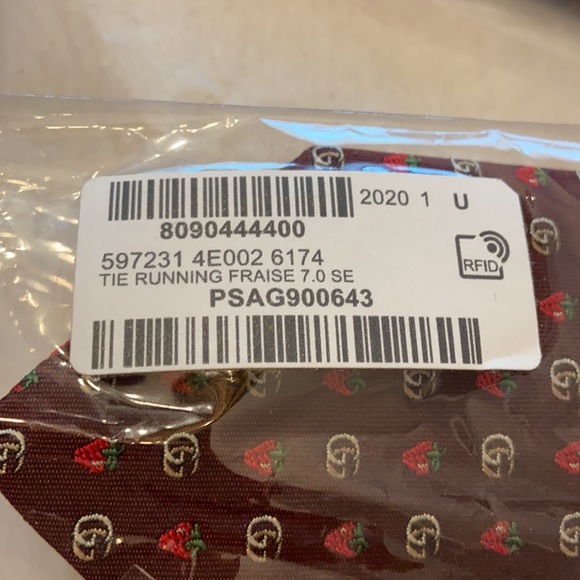 2020 1 U
8090444400
597231 4E002 6174
RFID
TIE RUNNING FRAISE 7.0 SE
PSAG900643